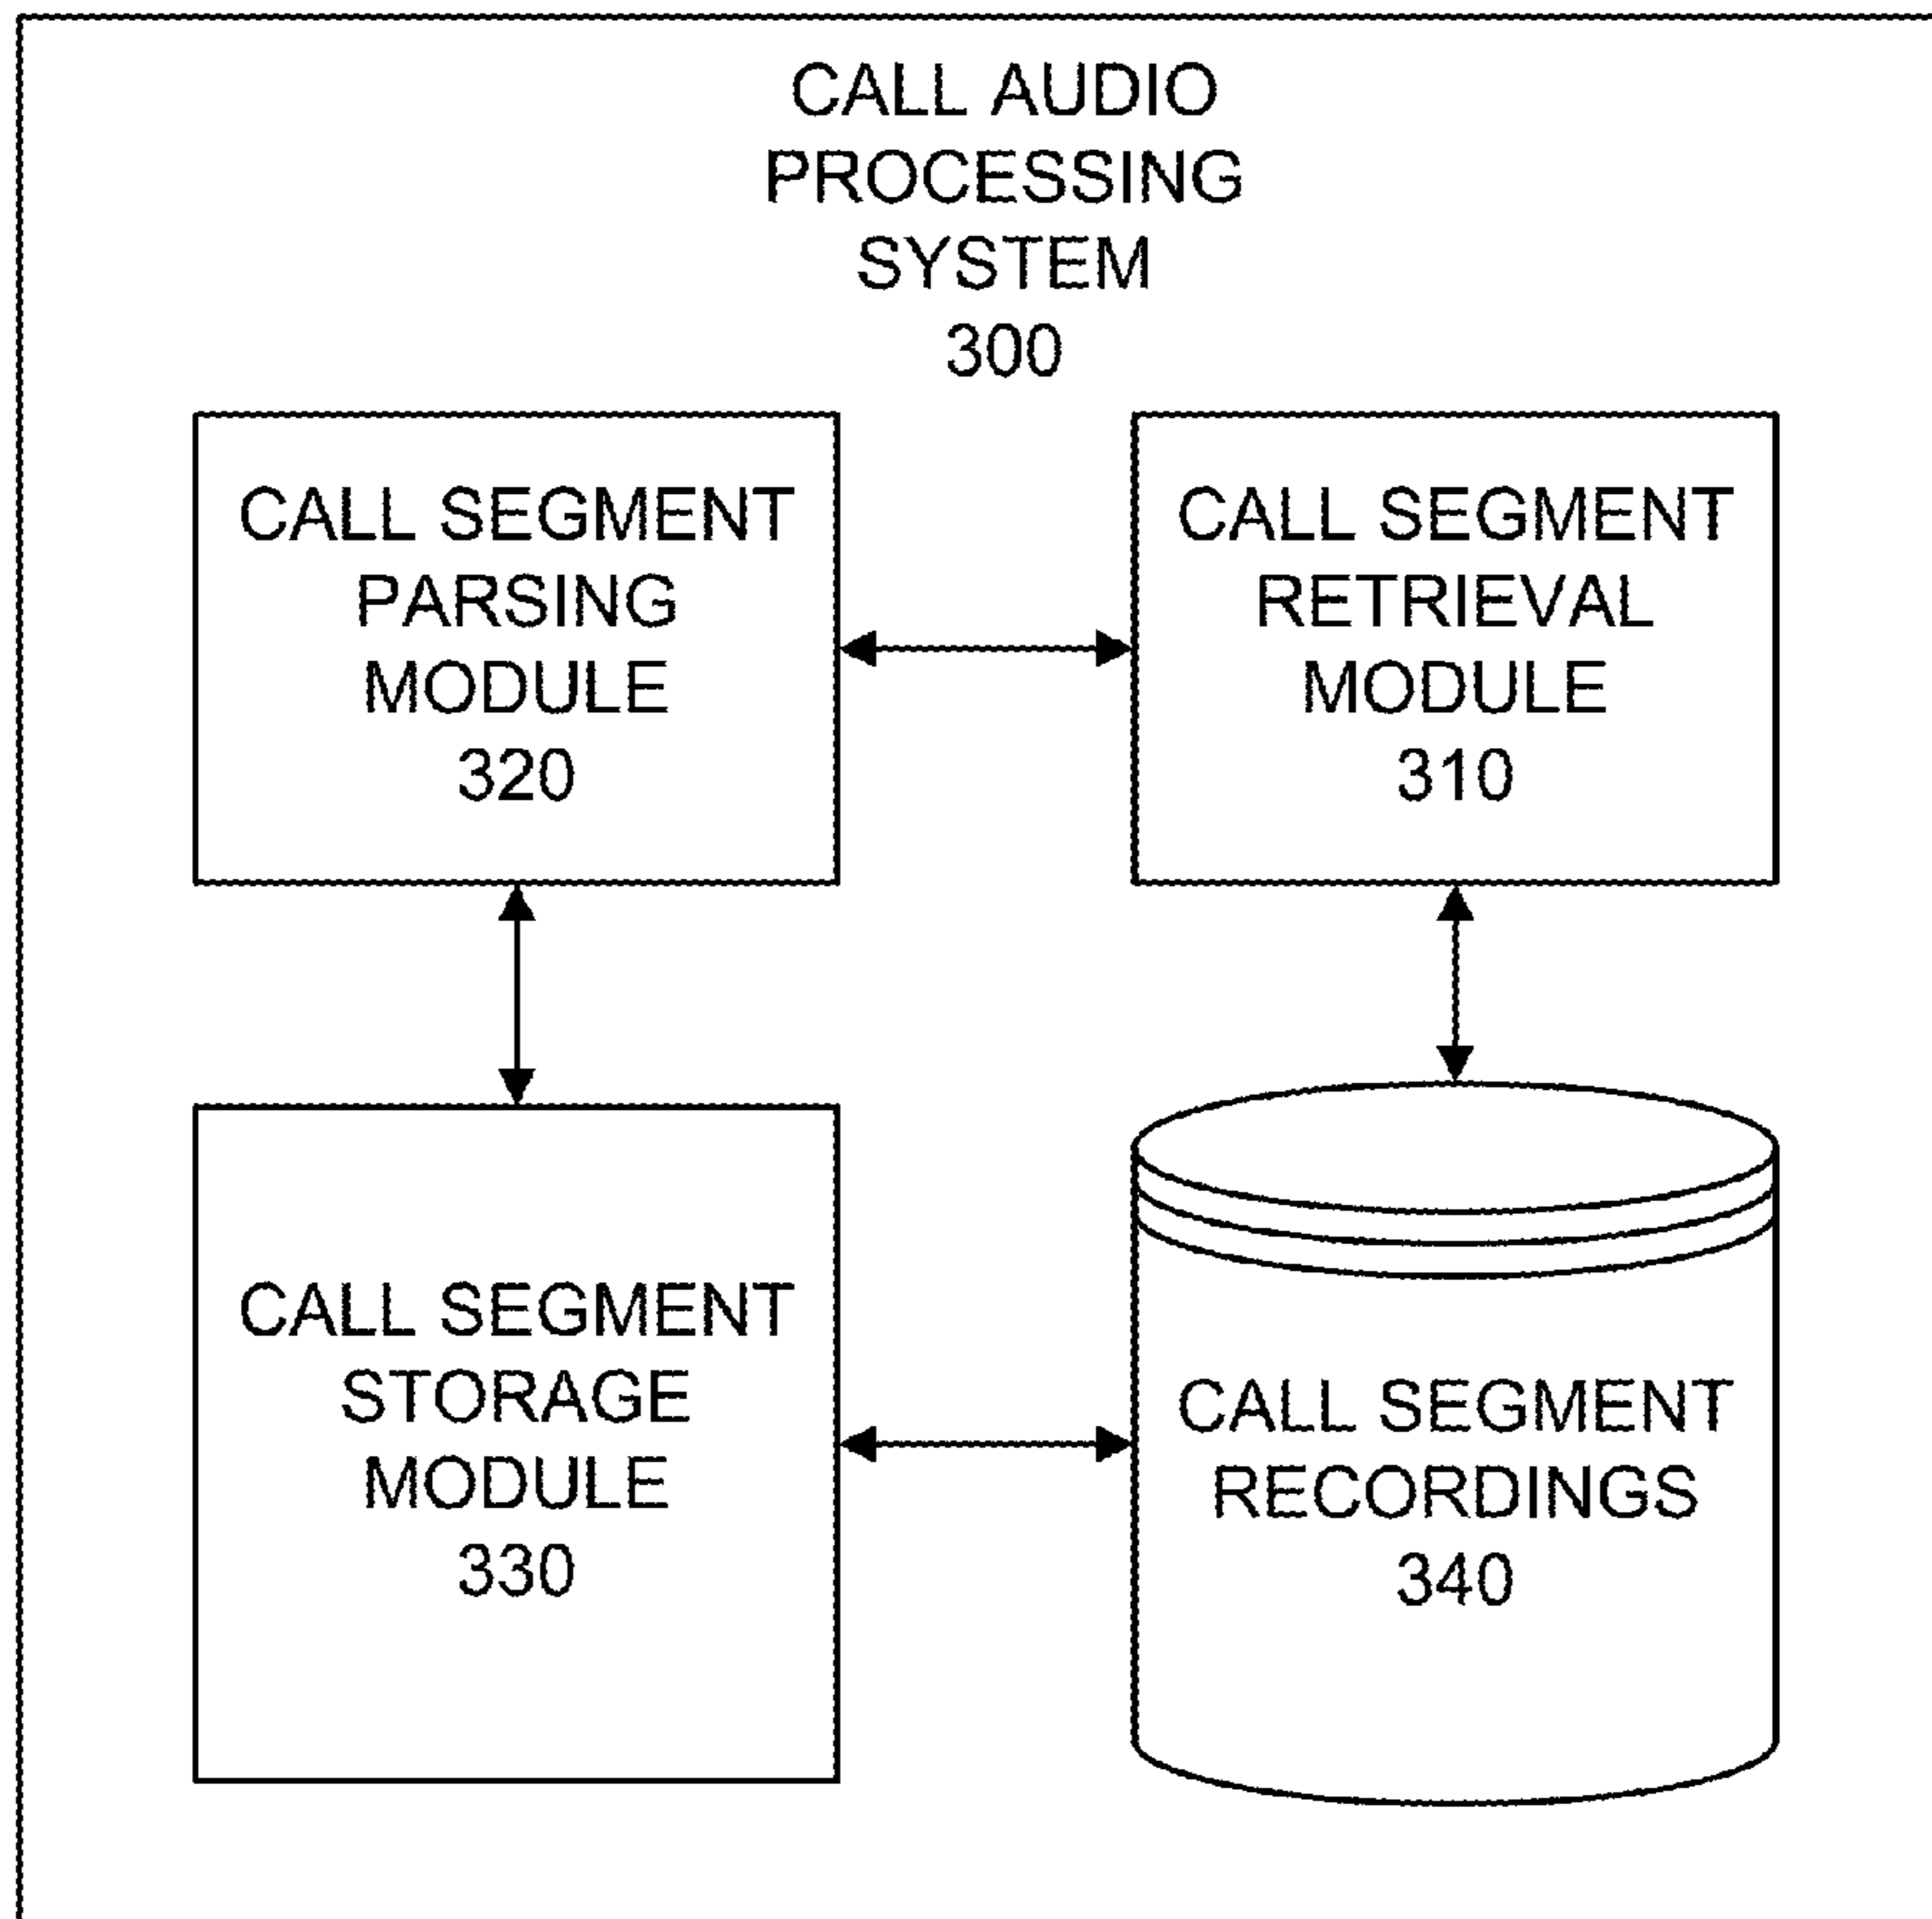 CALL AUDIO
PROCESSING
SYSTEM
300
CALL SEGMENT
PARSING
MODULE
320
CALL SEGMENT
RETRIEVAL
MODULE
310
CALL SEGMENT
STORAGE
MODULE
330
CALL SEGMENT
RECORDINGS
340